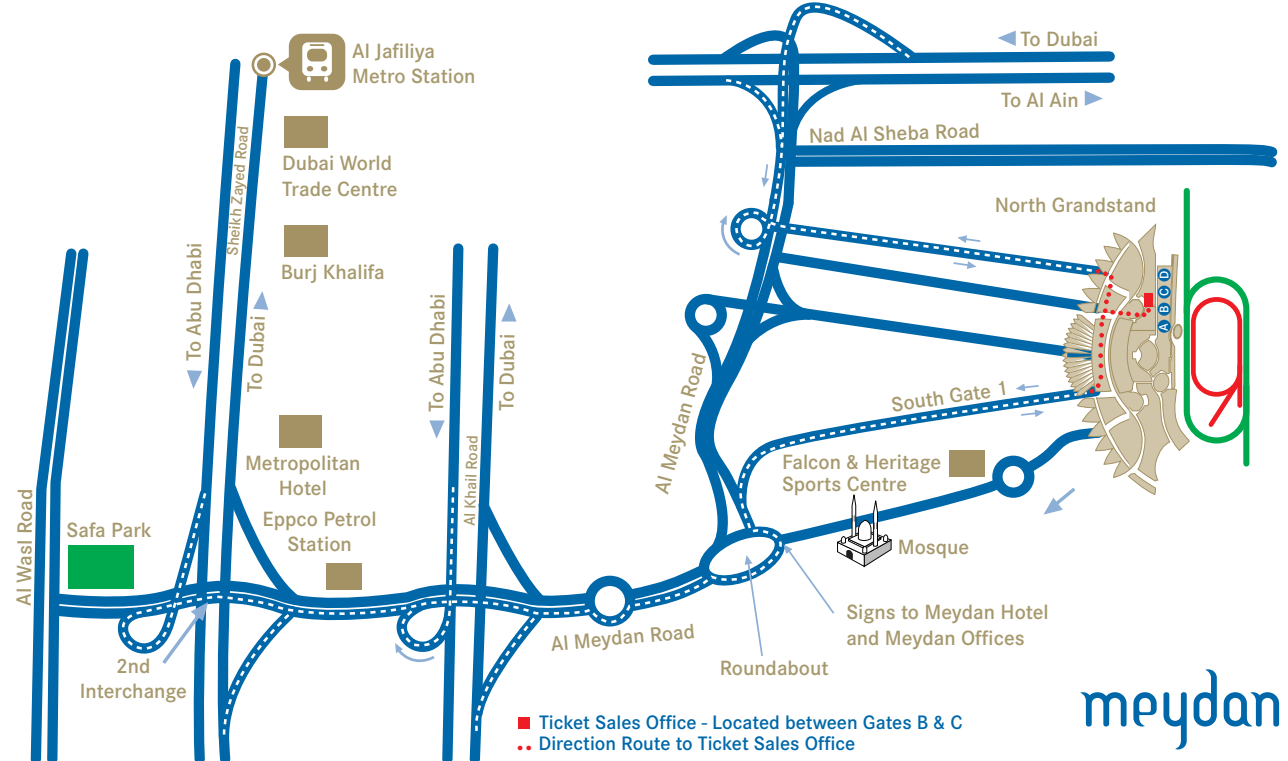 Al Jafiliya
Metro Station
To Dubai
To Al Ain
Nad Al Sheba Road
Sheikh Zayed Road
Dubai World
Trade Centre
Burj Khalifa
North Grandstand
A B C D
To Abu Dhabi
To Dubai
To Abu Dhabi
To Dubai
Al Meydan Road
South Gate 1
Metropolitan
Hotel
Al Khail Road
Falcon & Heritage
Sports Centre
Al Wasl Road
Safa Park
Eppco Petrol
Station
Mosque
Signs to Meydan Hotel
and Meydan Offices
Al Meydan Road
Roundabout
2nd
Interchange
Ticket Sales Office - Located between Gates B & C
Direction Route to Ticket Sales Office
meydan